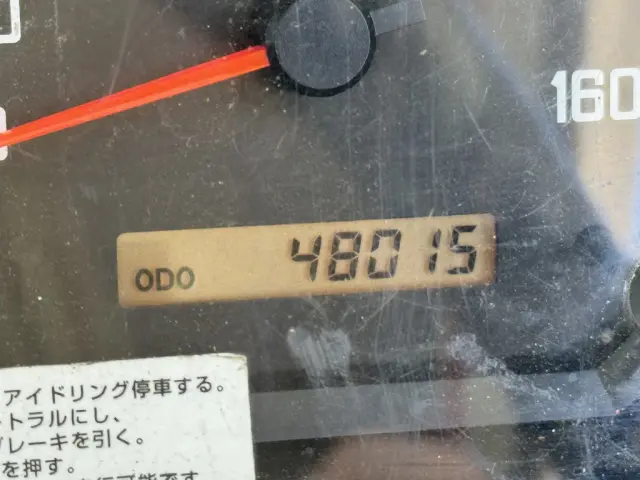 160
ODO 48015
アイドリング停車する。
トラルにし、
ブレーキを引く。
を押す。